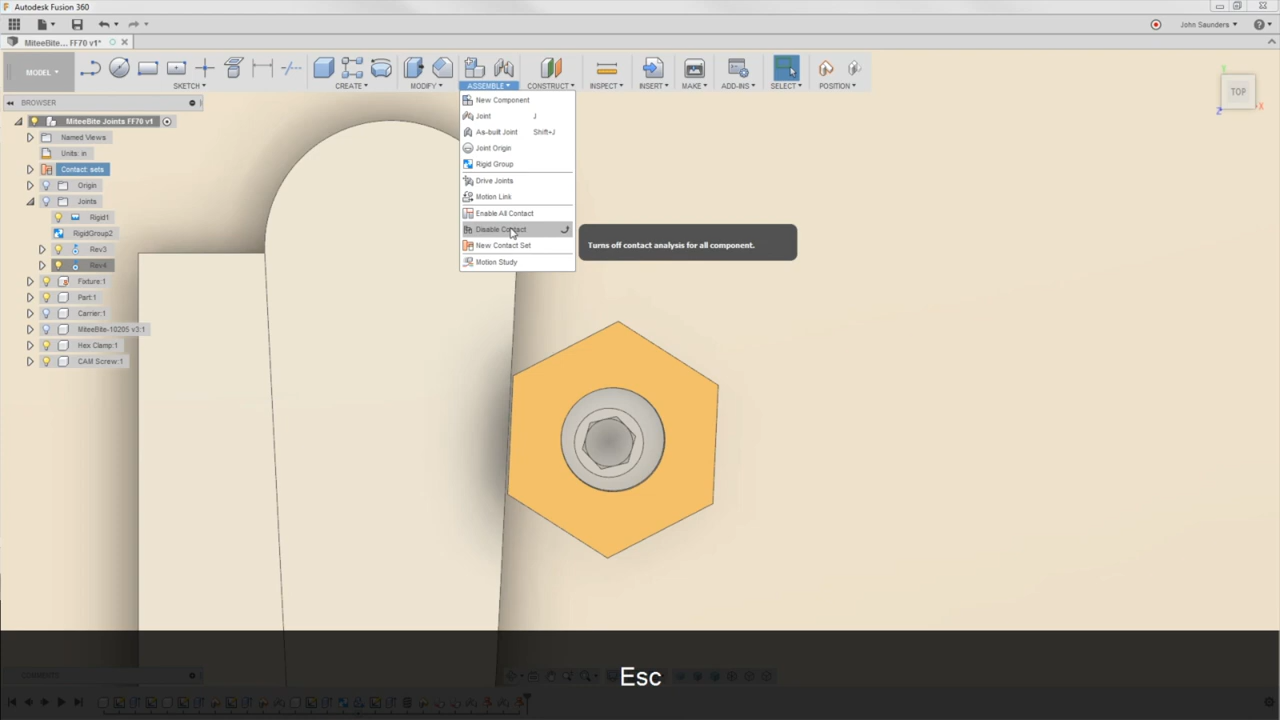 Autodesk Fusion 360
John Saunders
MiteeBite... FF70 v1*
MODEL
SKETCH
CREATE
MODIFY
ASSEMBLE
CONSTRUCT
INSPECT
INSERT
MAKE
ADD-INS
SELECT
POSITION
BROWSER
MiteeBite Joints FF70 v1
Named Views
Units: in
Contact: sets
Origin
Joints
Rigid1
RigidGroup2
Rev3
Rev4
Fixture:1
Part:1
Carrier:1
MiteeBite-10205 v3:1
Hex Clamp:1
CAM Screw:1
New Component
Joint J
As-built Joint Shift+J
Joint Origin
Rigid Group
Drive Joints
Motion Link
Enable All Contact
Disable Contact
New Contact Set
Motion Study
Turns off contact analysis for all component.
TOP
Y
X
Z
COMMENTS
Esc